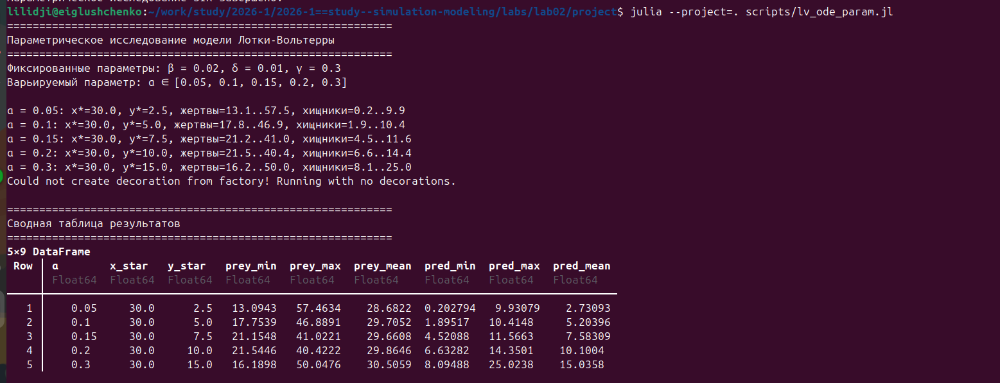 Параметрическое исследование SIR завершено.
lilidji@eiglushchenko:~/work/study/2026-1/2026-1==study--simulation-modeling/labs/lab02/project$ julia --project=. scripts/lv_ode_param.jl
============================================================
Параметрическое исследование модели Лотки-Вольтерры
============================================================
Фиксированные параметры: β = 0.02, δ = 0.01, γ = 0.3
Варьируемый параметр: α ∈ [0.05, 0.1, 0.15, 0.2, 0.3]
α = 0.05: x*=30.0, y*=2.5, жертвы=13.1..57.5, хищники=0.2..9.9
α = 0.1: x*=30.0, y*=5.0, жертвы=17.8..46.9, хищники=1.9..10.4
α = 0.15: x*=30.0, y*=7.5, жертвы=21.2..41.0, хищники=4.5..11.6
α = 0.2: x*=30.0, y*=10.0, жертвы=21.5..40.4, хищники=6.6..14.4
α = 0.3: x*=30.0, y*=15.0, жертвы=16.2..50.0, хищники=8.1..25.0
Could not create decoration from factory! Running with no decorations.
============================================================
Сводная таблица результатов
============================================================
5×9 DataFrame
Row α x_star y_star prey_min prey_max prey_mean pred_min pred_max pred_mean
Float64 Float64 Float64 Float64 Float64 Float64 Float64 Float64 Float64
1 0.05 30.0 2.5 13.0943 57.4634 28.6822 0.202794 9.93079 2.73093
2 0.1 30.0 5.0 17.7539 46.8891 29.7052 1.89517 10.4148 5.20396
3 0.15 30.0 7.5 21.1548 41.0221 29.6608 4.52088 11.5663 7.58309
4 0.2 30.0 10.0 21.5446 40.4222 29.8646 6.63282 14.3501 10.1004
5 0.3 30.0 15.0 16.1898 50.0476 30.5059 8.09488 25.0238 15.0358